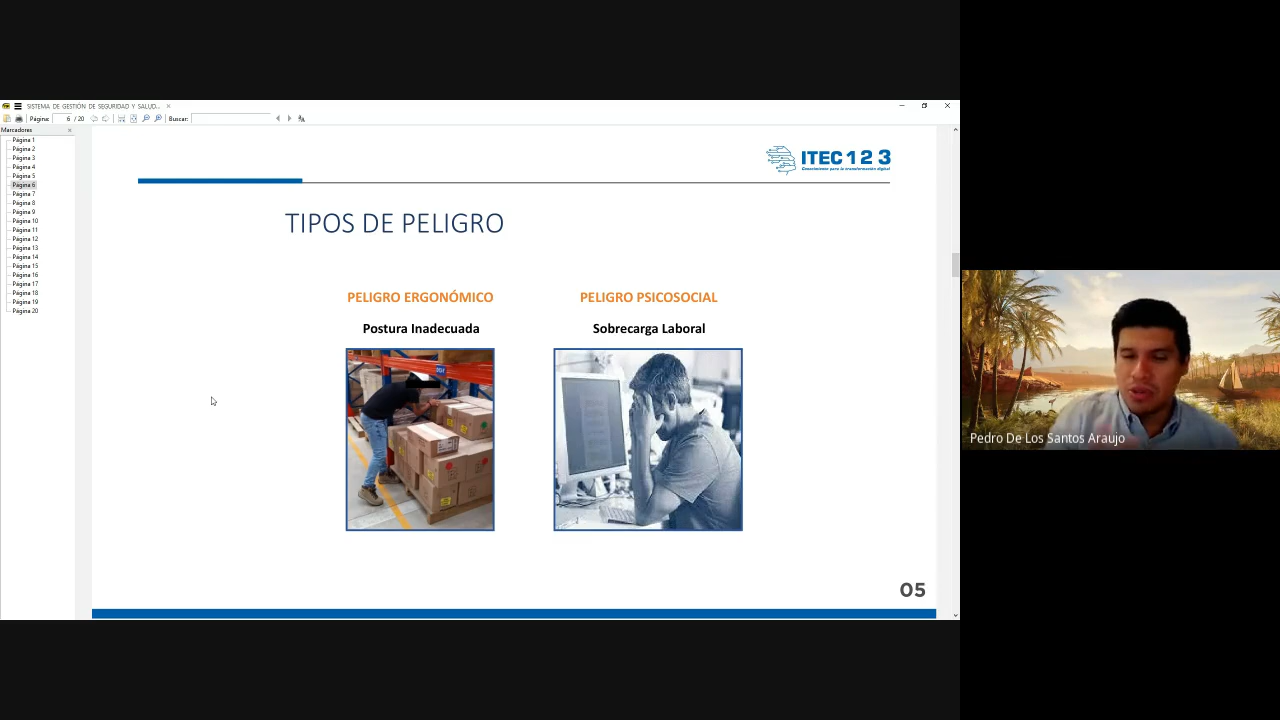 SISTEMA DE GESTIÓN DE SEGURIDAD Y SALUD...
Página: 6 / 20
Buscar:
Marcadores
Página 1
Página 2
Página 3
Página 4
Página 5
Página 6
Página 7
Página 8
Página 9
Página 10
Página 11
Página 12
Página 13
Página 14
Página 15
Página 16
Página 17
Página 18
Página 19
Página 20
ITEC 1 2 3
Conocimiento para la transformación digital
TIPOS DE PELIGRO
PELIGRO ERGONÓMICO
Postura Inadecuada
PELIGRO PSICOSOCIAL
Sobrecarga Laboral
05
Pedro De Los Santos Araujo